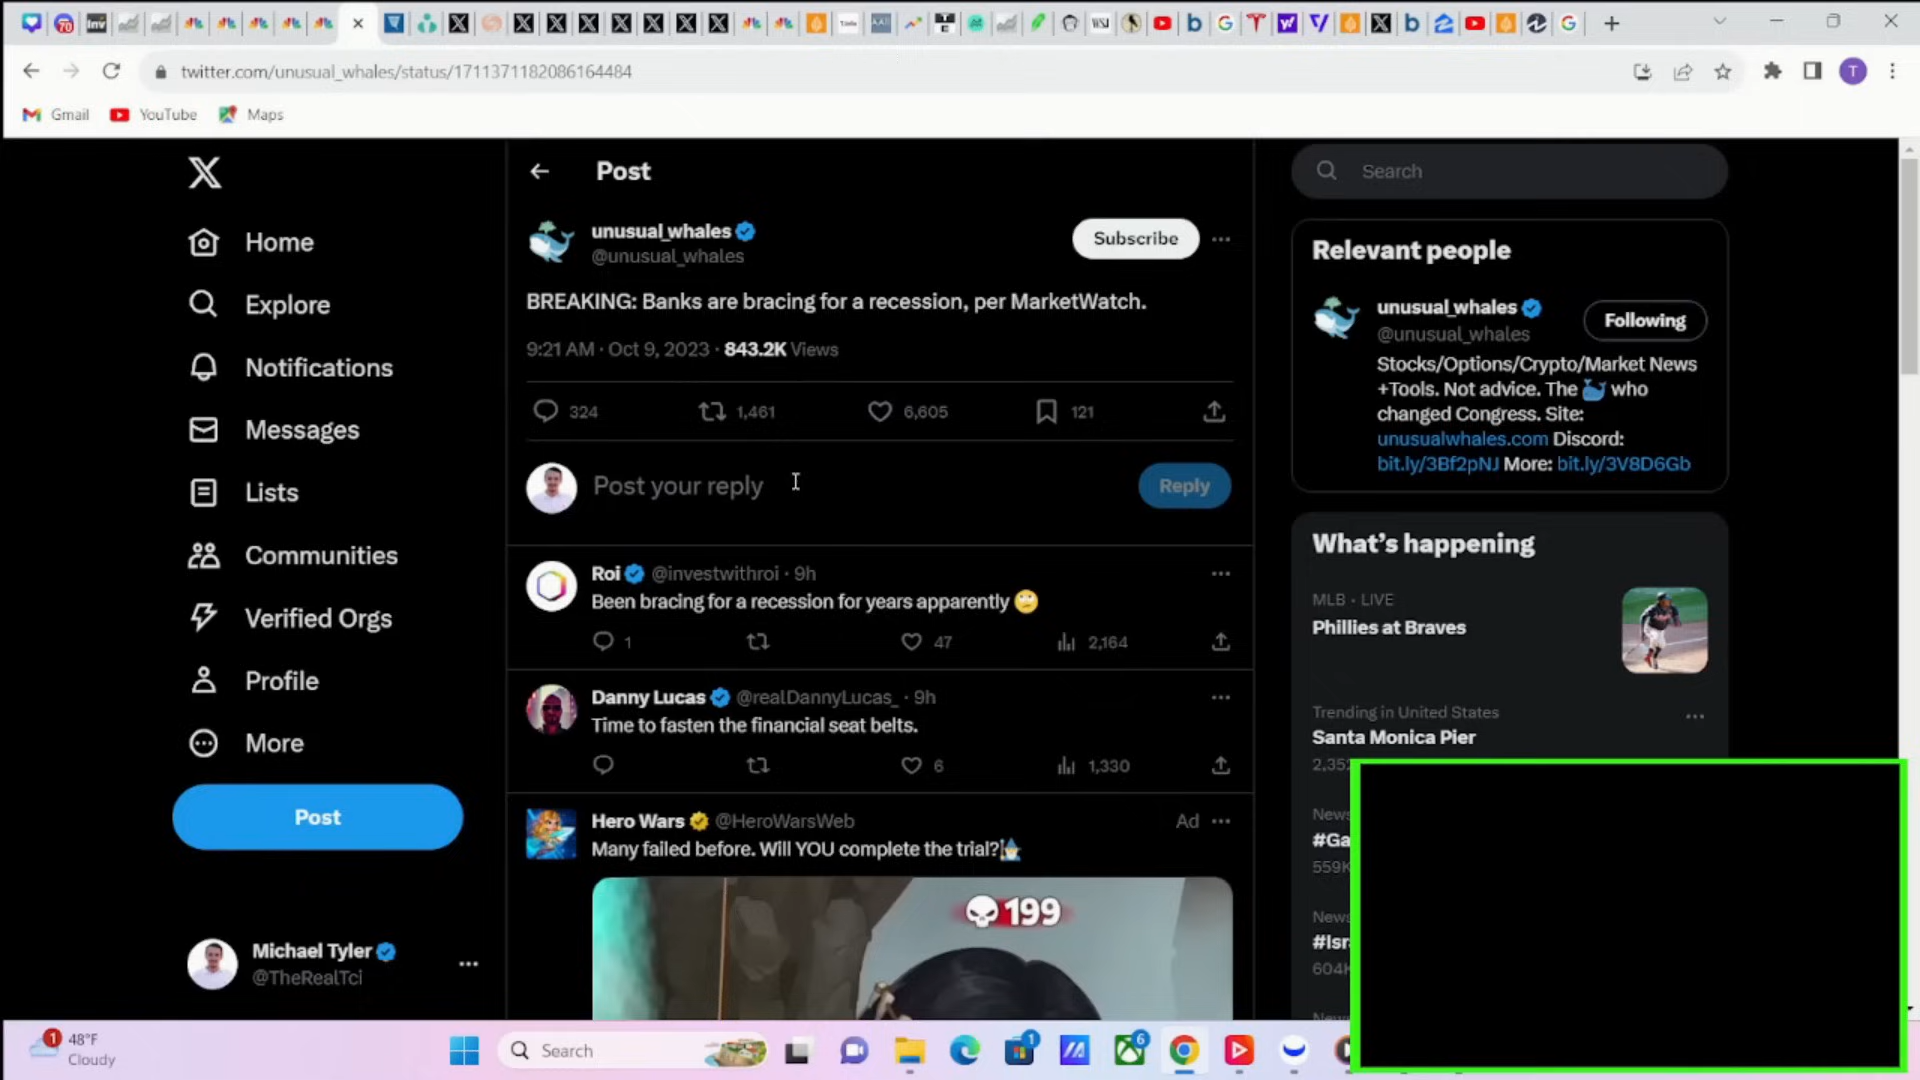 twitter.com/unusual_whales/status/1711371182086164484
T
Gmail
YouTube
Maps
Post
Search
unusual_whales
@unusual_whales
Subscribe
Relevant people
Home
BREAKING: Banks are bracing for a recession, per MarketWatch.
unusual_whales
@unusual_whales
Following
Explore
9:21 AM · Oct 9, 2023 · 843.2K Views
Stocks/Options/Crypto/Market News
+Tools. Not advice. The 🐳 who
changed Congress. Site:
unusualwhales.com Discord:
bit.ly/3Bf2pNJ More: bit.ly/3V8D6Gb
Notifications
324 1,461 6,605 121
Messages
Post your reply
Reply
Lists
What's happening
Communities
Roi @investwithroi · 9h
Been bracing for a recession for years apparently 🙄
MLB · LIVE
Phillies at Braves
Verified Orgs
1 47 2,164
Profile
Danny Lucas @realDannyLucas_ · 9h
Time to fasten the financial seat belts.
Trending in United States
Santa Monica Pier
2,352
More
6 1,330
Post
Hero Wars @HeroWarsWeb
Ad
Many failed before. Will YOU complete the trial?🧙‍♂️
News
#Ga
559K
199
News
#Isr
604K
Michael Tyler
@TheRealTci
News
1
48°F
Cloudy
Search
1
6